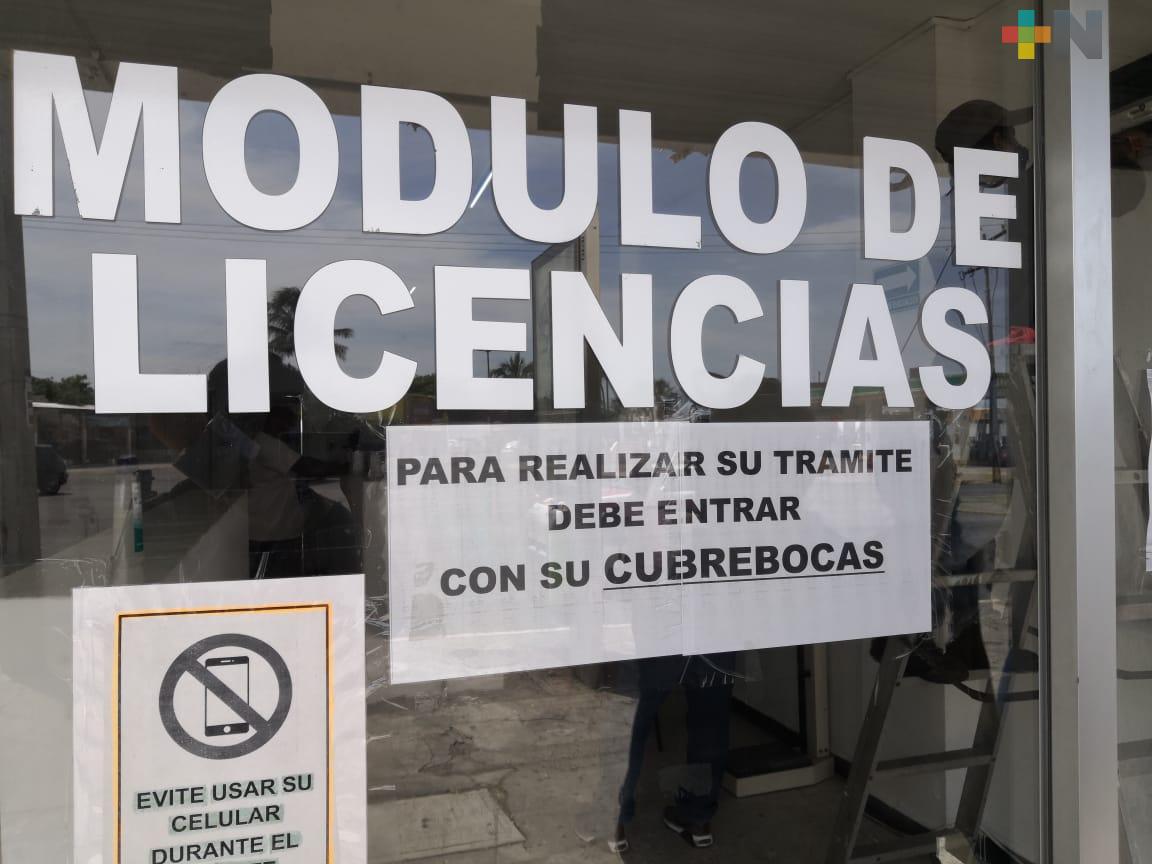 N
MODULO DE
LICENCIAS
PARA REALIZAR SU TRAMITE
DEBE ENTRAR
CON SU CUBREBOCAS
EVITE USAR SU
CELULAR
DURANTE EL